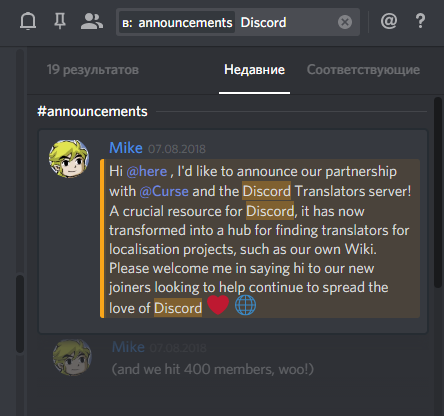 в: announcements Discord
19 результатов Недавние Соответствующие
#announcements
Mike 07.08.2018
Hi @here , I'd like to announce our partnership
with @Curse and the Discord Translators server!
A crucial resource for Discord, it has now
transformed into a hub for finding translators for
localisation projects, such as our own Wiki.
Please welcome me in saying hi to our new
joiners looking to help continue to spread the
love of Discord
Mike 07.08.2018
(and we hit 400 members, woo!)